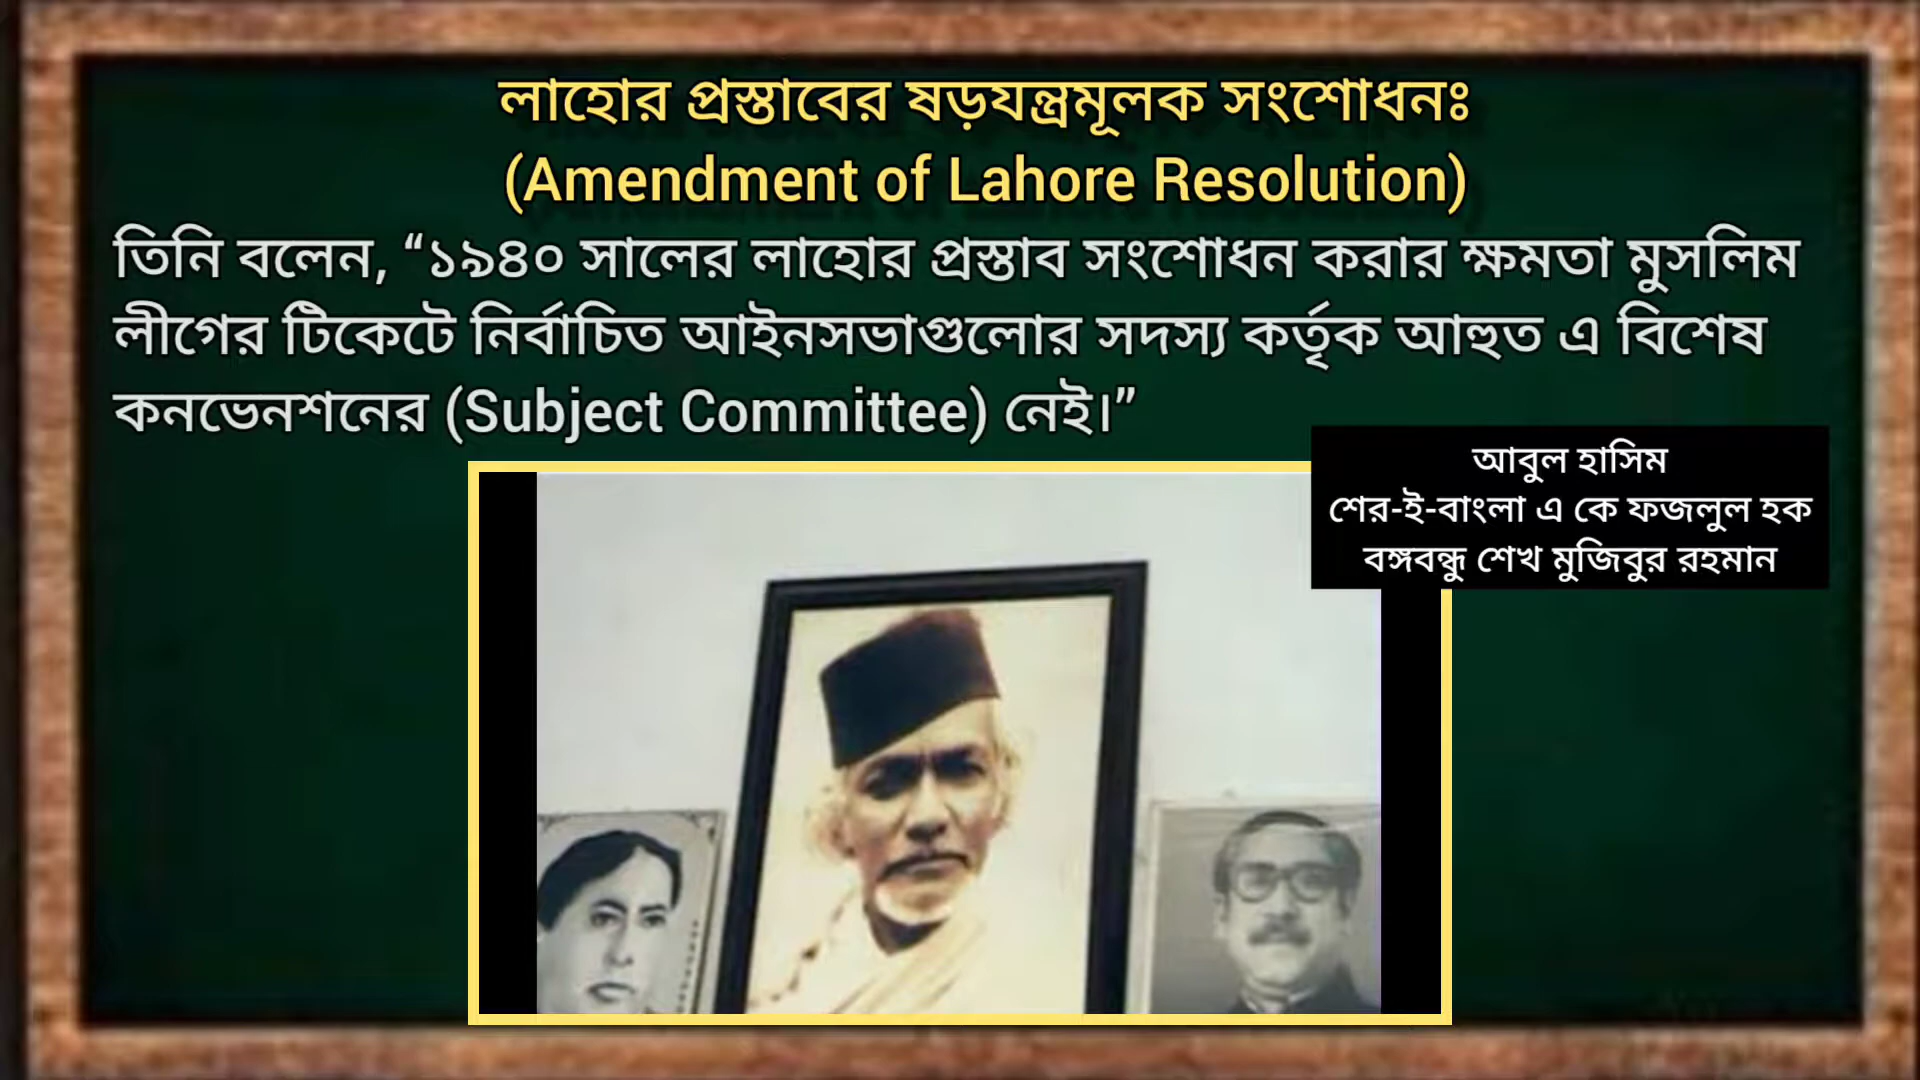 লাহোর প্রস্তাবের ষড়যন্ত্রমূলক সংশোধনঃ
(Amendment of Lahore Resolution)
তিনি বলেন, “১৯৪০ সালের লাহোর প্রস্তাব সংশোধন করার ক্ষমতা মুসলিম
লীগের টিকেটে নির্বাচিত আইনসভাগুলোর সদস্য কর্তৃক আহুত এ বিশেষ
কনভেনশনের (Subject Committee) নেই।”
আবুল হাসিম
শের-ই-বাংলা এ কে ফজলুল হক
বঙ্গবন্ধু শেখ মুজিবুর রহমান